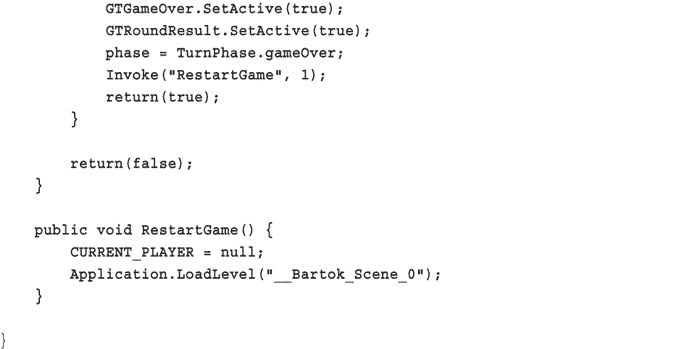 GTGameOver.SetActive(true);
GTRoundResult.SetActive(true);
phase = TurnPhase.gameOver;
Invoke("RestartGame", 1);
return(true);
}
return(false);
}
public void RestartGame() {
CURRENT_PLAYER = null;
Application.LoadLevel("__Bartok_Scene_0");
}
}